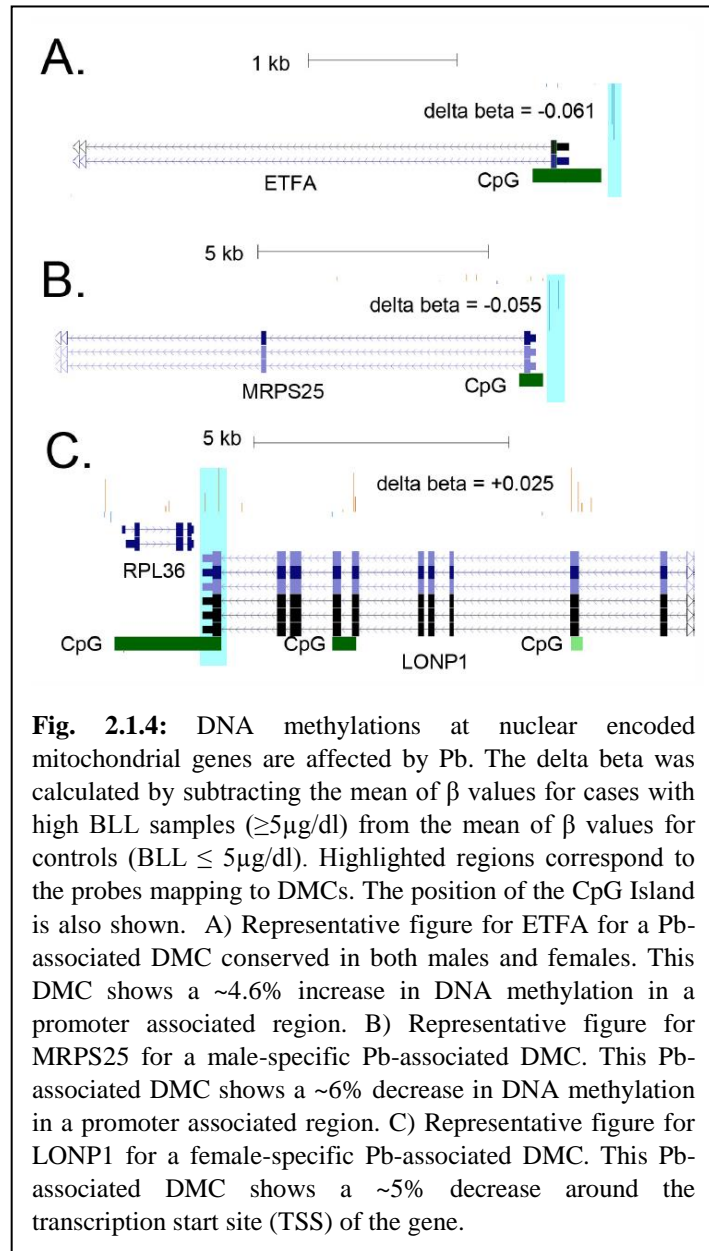 A.
1 kb
delta beta = -0.061
ETFA
CpG
5 kb
B.
delta beta = -0.055
MRPS25
CpG
5 kb
C.
delta beta = +0.025
RPL36
CpG
CpG
LONP1
CpG
Fig. 2.1.4: DNA methylations at nuclear encoded
mitochondrial genes are affected by Pb. The delta beta was
calculated by subtracting the mean of β values for cases with
high BLL samples (≥5µg/dl) from the mean of β values for
controls (BLL ≤ 5µg/dl). Highlighted regions correspond to
the probes mapping to DMCs. The position of the CpG Island
is also shown. A) Representative figure for ETFA for a Pb-
associated DMC conserved in both males and females. This
DMC shows a ~4.6% increase in DNA methylation in a
promoter associated region. B) Representative figure for
MRPS25 for a male-specific Pb-associated DMC. This Pb-
associated DMC shows a ~6% decrease in DNA methylation
in a promoter associated region. C) Representative figure for
LONP1 for a female-specific Pb-associated DMC. This Pb-
associated DMC shows a ~5% decrease around the
transcription start site (TSS) of the gene.